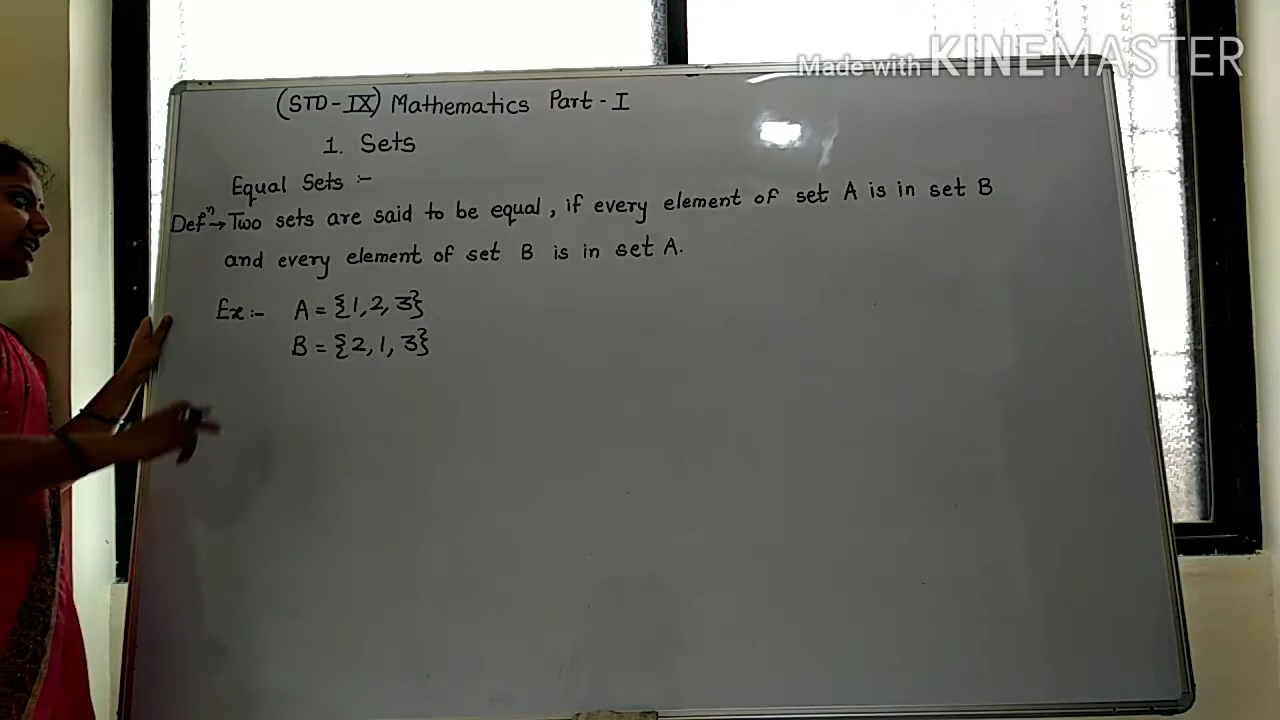 Made with KINEMASTER
(STD-IX) Mathematics Part-I
1. Sets
Equal Sets :-
Defⁿ→ Two sets are said to be equal, if every element of set A is in set B
and every element of set B is in set A.
Ex:- A = {1, 2, 3}
B = {2, 1, 3}